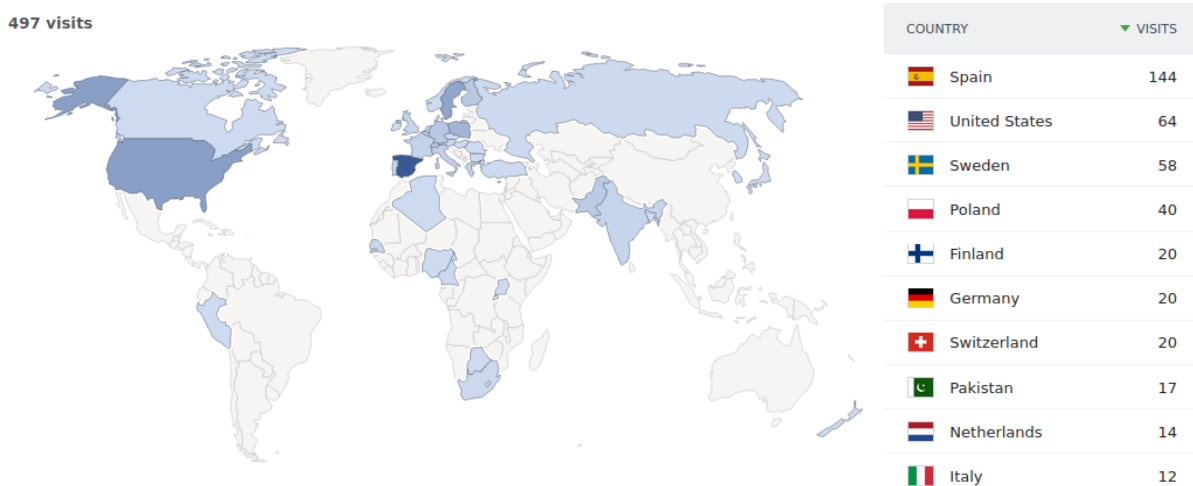 497 visits
COUNTRY VISITS
Spain 144
United States 64
Sweden 58
Poland 40
Finland 20
Germany 20
Switzerland 20
Pakistan 17
Netherlands 14
Italy 12